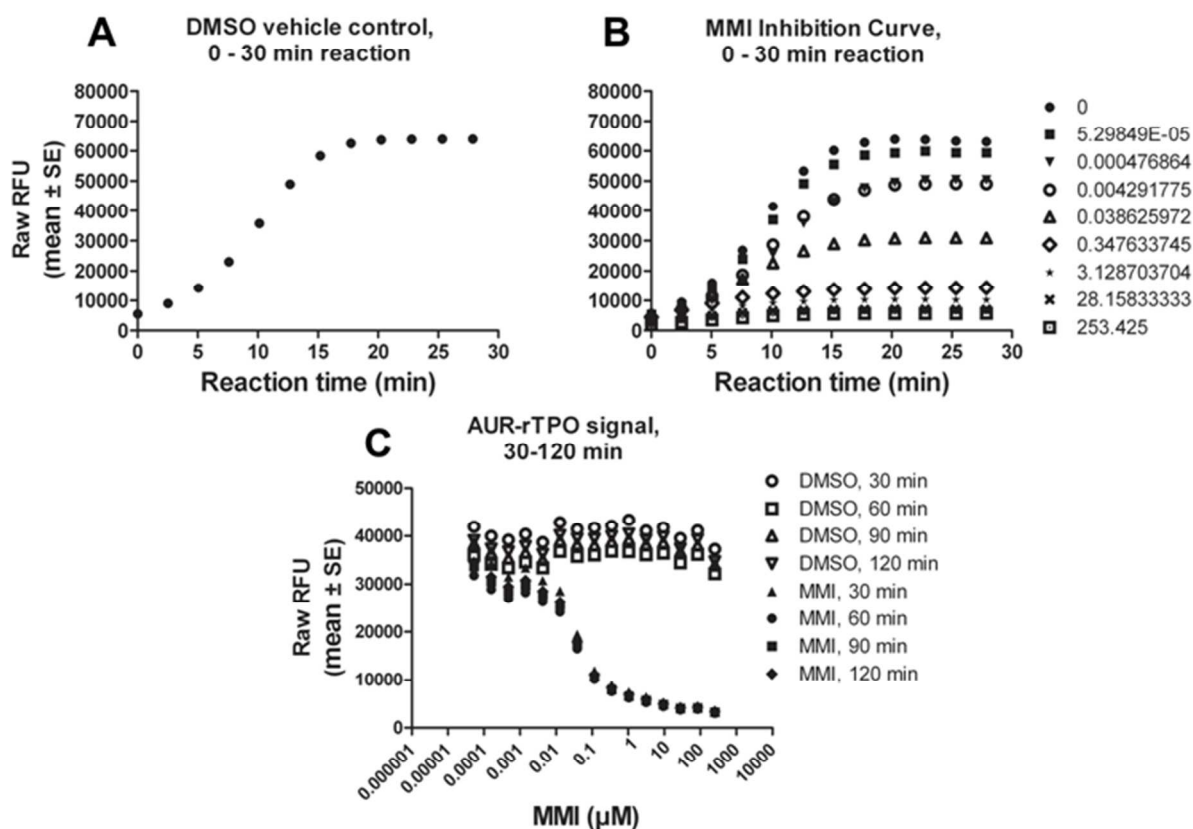 A
DMSO vehicle control,
0 - 30 min reaction
Raw RFU
(mean ± SE)
80000
70000
60000
50000
40000
30000
20000
10000
0
0 5 10 15 20 25 30
Reaction time (min)
B
MMI Inhibition Curve,
0 - 30 min reaction
80000
70000
60000
50000
40000
30000
20000
10000
0
0 5 10 15 20 25 30
Reaction time (min)
0
5.29849E-05
0.000476864
0.004291775
0.038625972
0.347633745
3.128703704
28.15833333
253.425
C
AUR-rTPO signal,
30-120 min
Raw RFU
(mean ± SE)
50000
40000
30000
20000
10000
0
0.000001 0.00001 0.0001 0.001 0.01 0.1 1 10 100 1000 10000
MMI (µM)
DMSO, 30 min
DMSO, 60 min
DMSO, 90 min
DMSO, 120 min
MMI, 30 min
MMI, 60 min
MMI, 90 min
MMI, 120 min